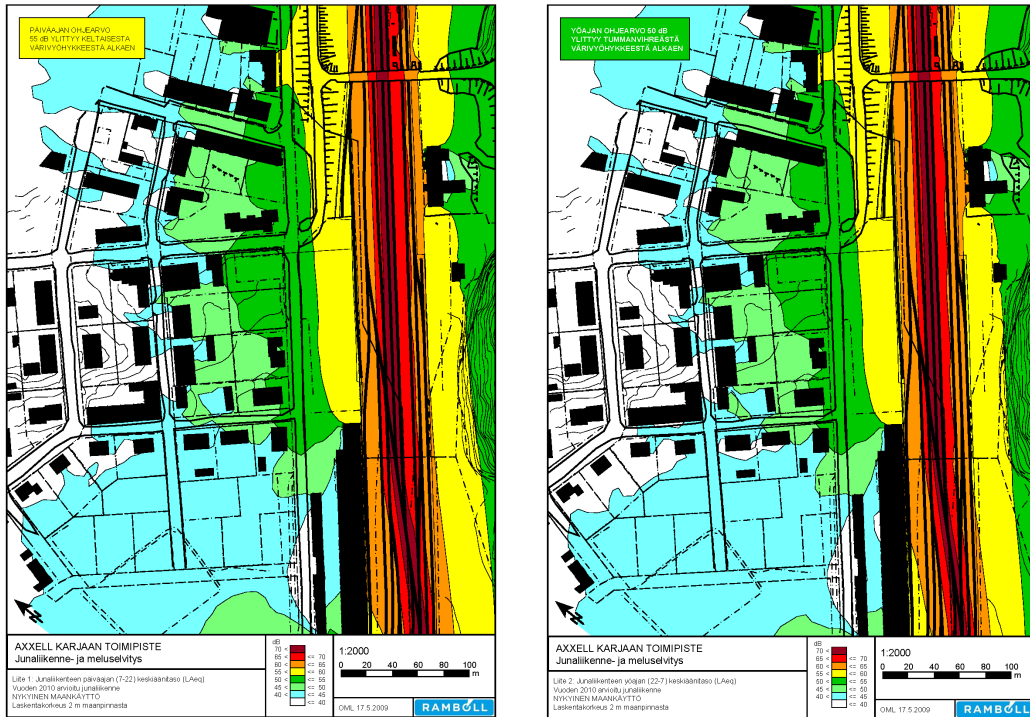 PÄIVÄAJAN OHJEARVO
55 dB YLITTYY KELTAISESTA
VÄRIVYÖHYKKEESTÄ ALKAEN
N
AXXELL KARJAAN TOIMIPISTE
Junaliikenne- ja meluselvitys
Liite 1: Junaliikenteen päiväajan (7-22) keskiäänitaso (LAeq)
Vuoden 2010 arvioitu junaliikenne
NYKYINEN MAANKÄYTTÖ
Laskentakorkeus 2 m maanpinnasta
dB
70 <
65 < <= 70
60 < <= 65
55 < <= 60
50 < <= 55
45 < <= 50
40 < <= 45
<= 40
1:2000
0 20 40 60 80 100
m
OML 17.5.2009
RAMBOLL
YÖAJAN OHJEARVO 50 dB
YLITTYY TUMMANVIHREÄSTÄ
VÄRIVYÖHYKKEESTÄ ALKAEN
N
AXXELL KARJAAN TOIMIPISTE
Junaliikenne- ja meluselvitys
Liite 2: Junaliikenteen yöajan (22-7) keskiäänitaso (LAeq)
Vuoden 2010 arvioitu junaliikenne
NYKYINEN MAANKÄYTTÖ
Laskentakorkeus 2 m maanpinnasta
dB
70 <
65 < <= 70
60 < <= 65
55 < <= 60
50 < <= 55
45 < <= 50
40 < <= 45
<= 40
1:2000
0 20 40 60 80 100
m
OML 17.5.2009
RAMBOLL